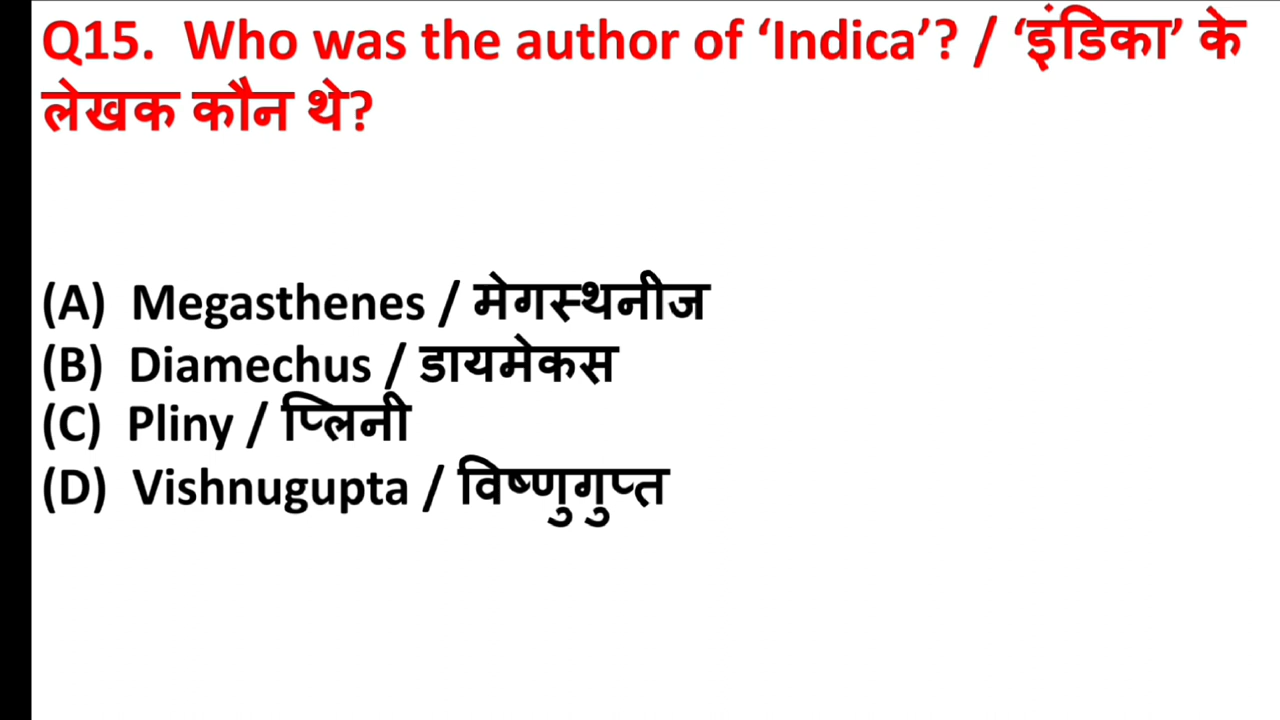 Q15. Who was the author of ‘Indica’? / ‘इंडिका’ के
लेखक कौन थे?
(A) Megasthenes / मेगस्थनीज
(B) Diamechus / डायमेकस
(C) Pliny / प्लिनी
(D) Vishnugupta / विष्णुगुप्त